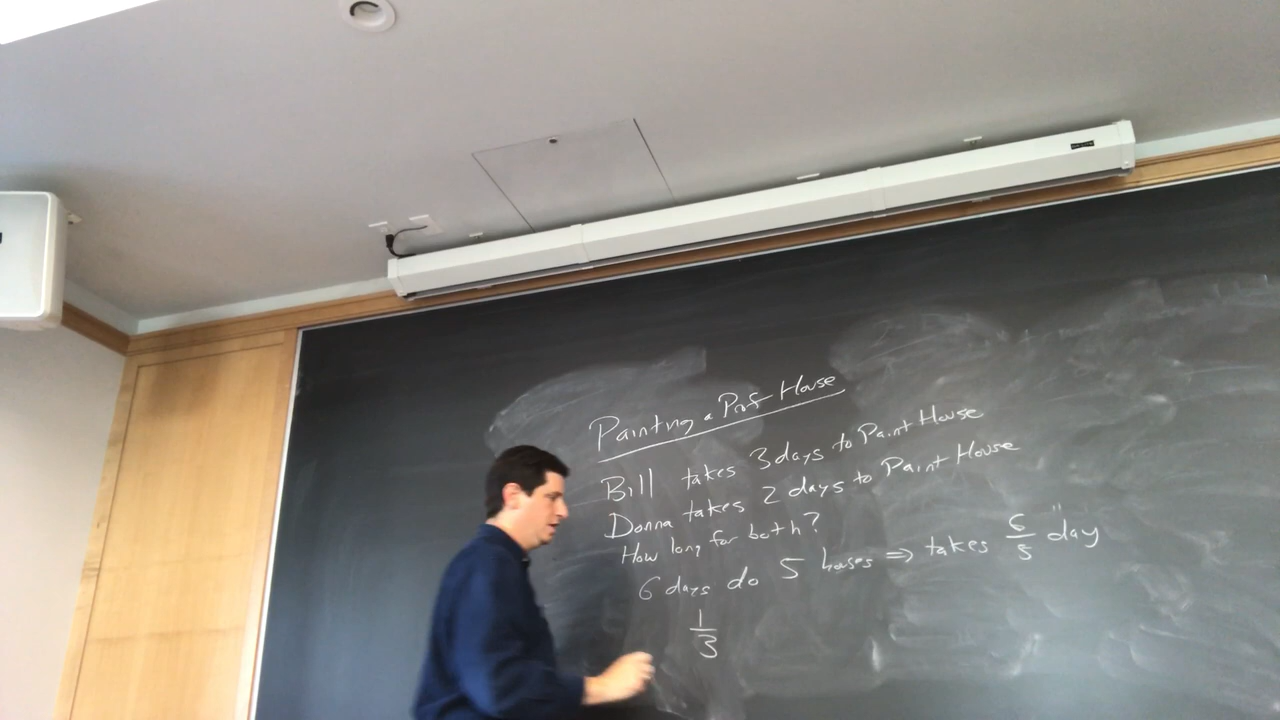 Painting a Prof House
Bill takes 3 days to Paint House
Donna takes 2 days to Paint House
How long for both?
6 days do 5 houses ⇒ takes 6/5 day
1/3